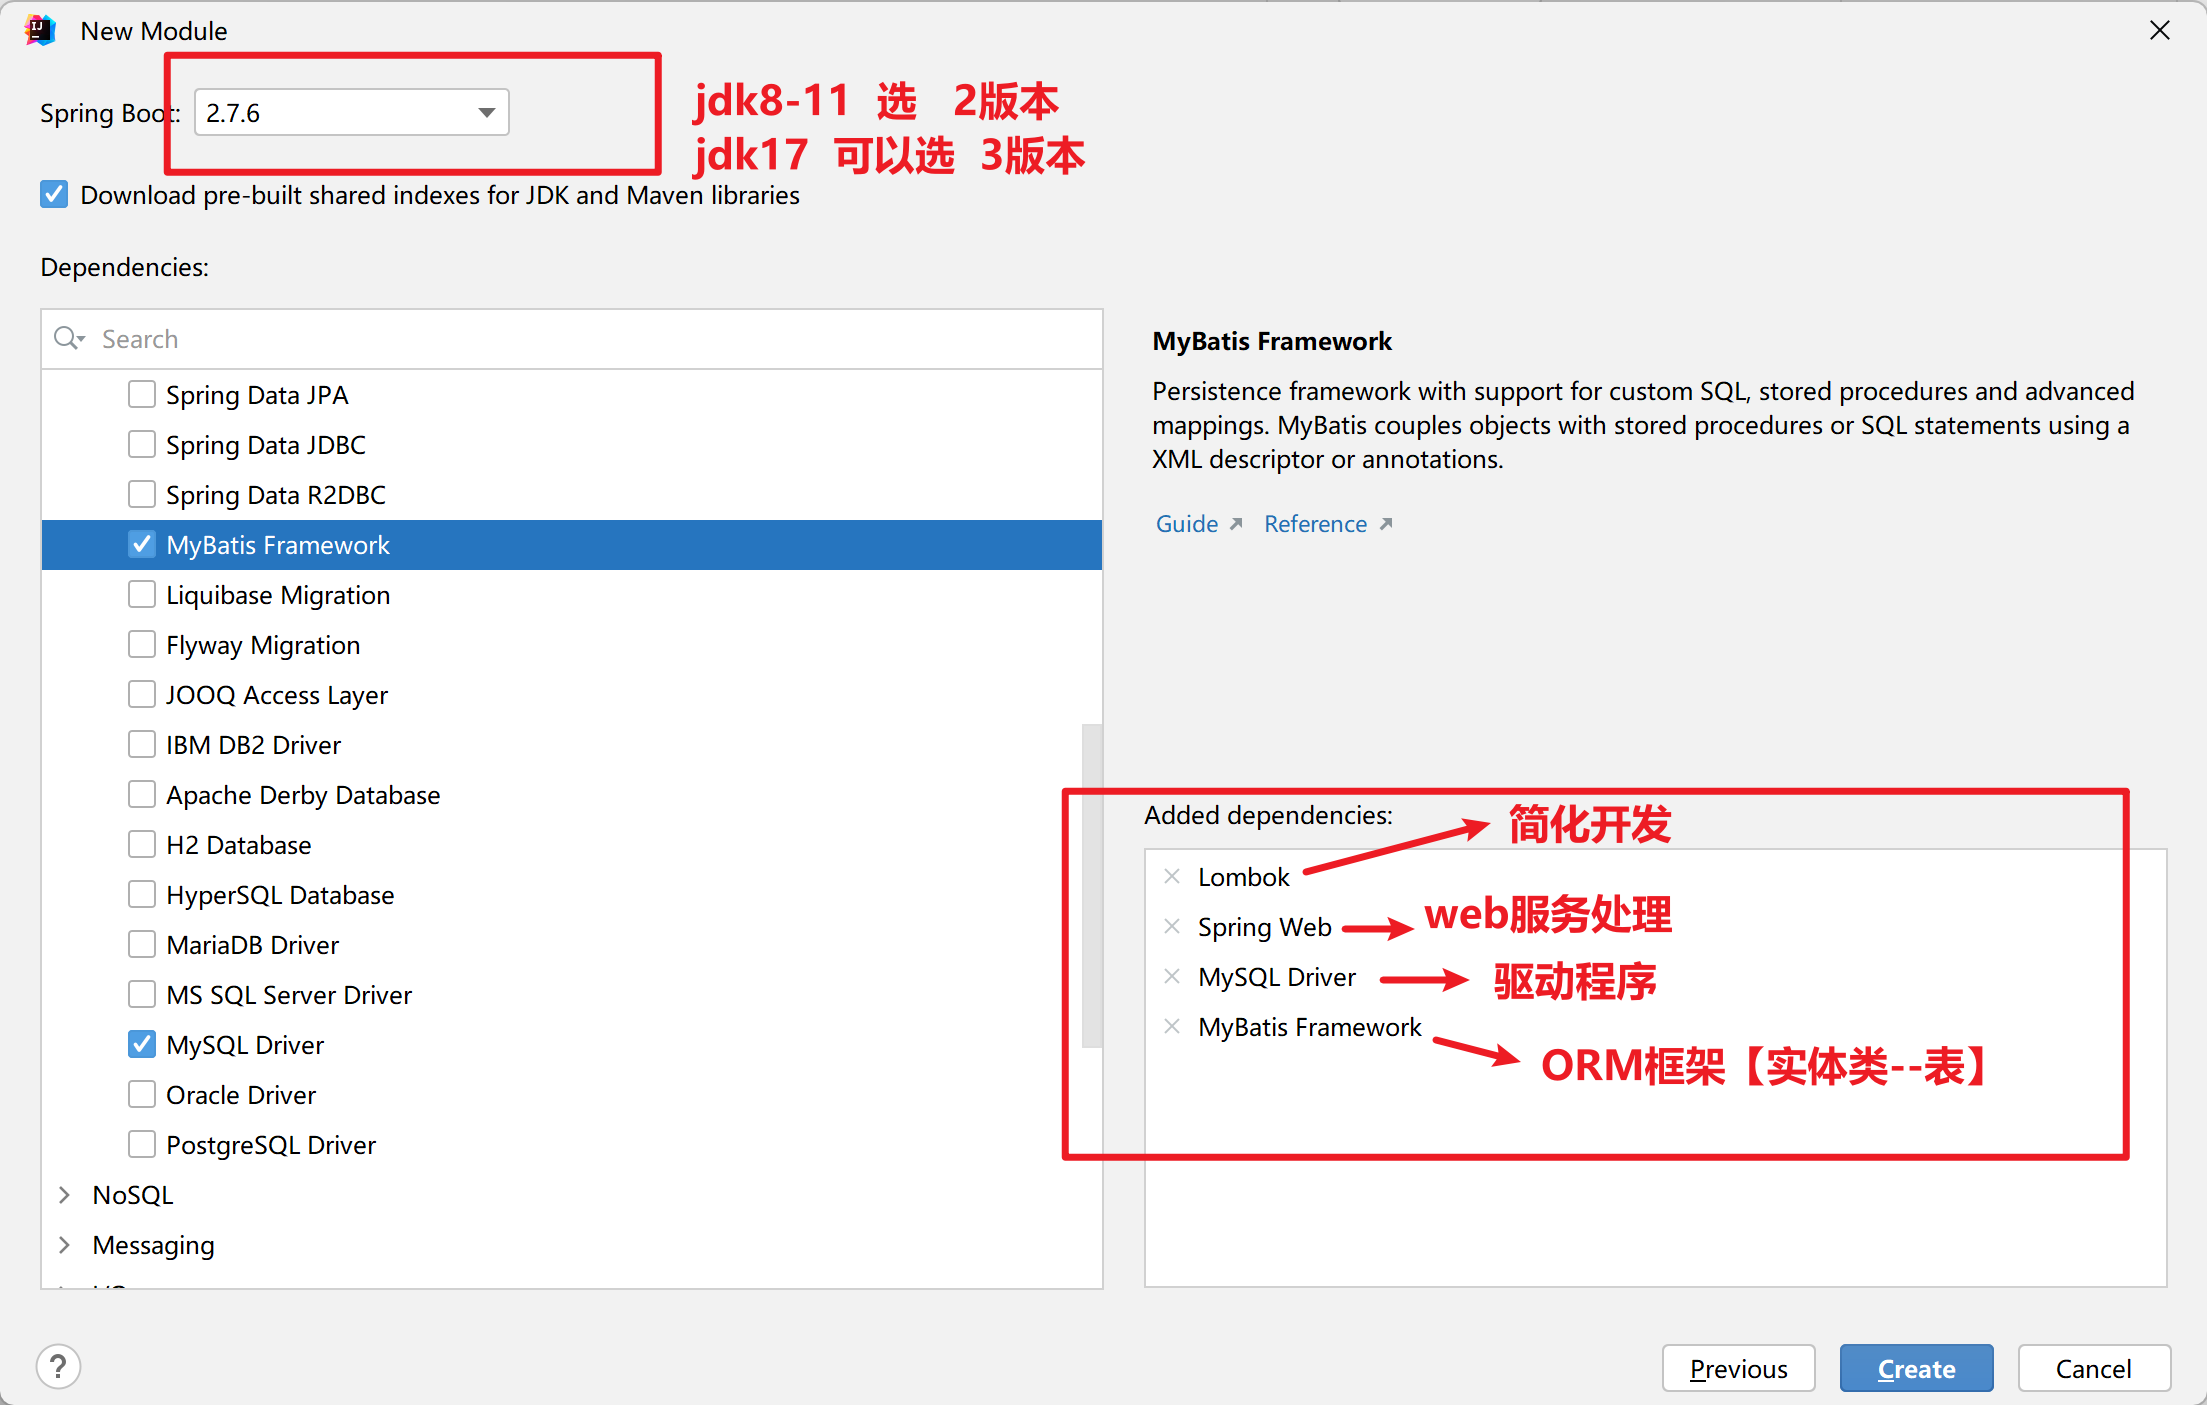 New Module
Spring Boot: 2.7.6
jdk8-11 选 2版本
jdk17 可以选 3版本
Download pre-built shared indexes for JDK and Maven libraries
Dependencies:
Search
Spring Data JPA
Spring Data JDBC
Spring Data R2DBC
MyBatis Framework
Liquibase Migration
Flyway Migration
JOOQ Access Layer
IBM DB2 Driver
Apache Derby Database
H2 Database
HyperSQL Database
MariaDB Driver
MS SQL Server Driver
MySQL Driver
Oracle Driver
PostgreSQL Driver
NoSQL
Messaging
MyBatis Framework
Persistence framework with support for custom SQL, stored procedures and advanced
mappings. MyBatis couples objects with stored procedures or SQL statements using a
XML descriptor or annotations.
Guide Reference
Added dependencies:
简化开发
Lombok
Spring Web web服务处理
MySQL Driver 驱动程序
MyBatis Framework
ORM框架【实体类--表】
? Previous Create Cancel